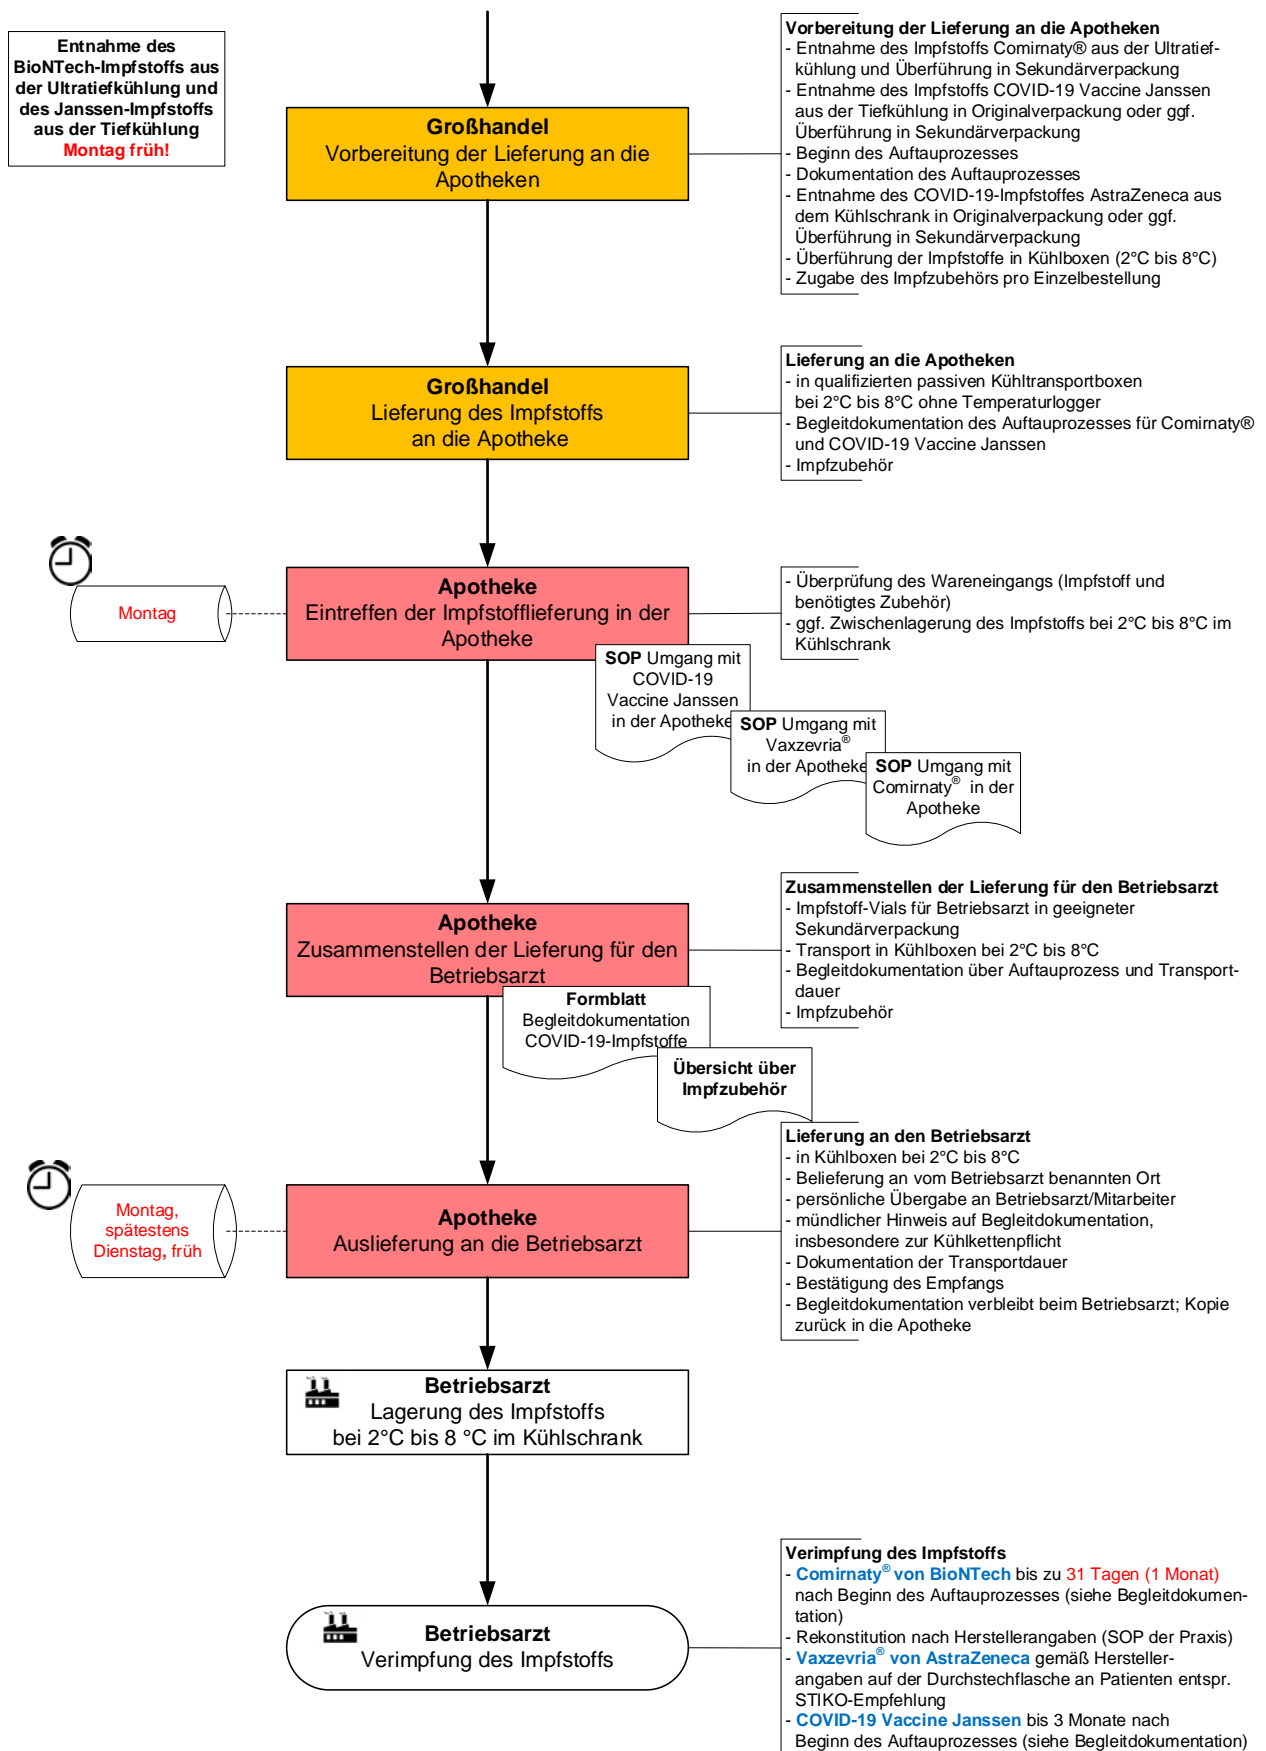 Entnahme des
BioNTech-Impfstoffs aus
der Ultratiefkühlung und
des Janssen-Impfstoffs
aus der Tiefkühlung
Montag früh!
Großhandel
Vorbereitung der Lieferung an die
Apotheken
Vorbereitung der Lieferung an die Apotheken
- Entnahme des Impfstoffs Comirnaty® aus der Ultratief-
kühlung und Überführung in Sekundärverpackung
- Entnahme des Impfstoffs COVID-19 Vaccine Janssen
aus der Tiefkühlung in Originalverpackung oder ggf.
Überführung in Sekundärverpackung
- Beginn des Auftauprozesses
- Dokumentation des Auftauprozesses
- Entnahme des COVID-19-Impfstoffes AstraZeneca aus
dem Kühlschrank in Originalverpackung oder ggf.
Überführung in Sekundärverpackung
- Überführung der Impfstoffe in Kühlboxen (2°C bis 8°C)
- Zugabe des Impfzubehörs pro Einzelbestellung
Großhandel
Lieferung des Impfstoffs
an die Apotheke
Lieferung an die Apotheken
- in qualifizierten passiven Kühltransportboxen
bei 2°C bis 8°C ohne Temperaturlogger
- Begleitdokumentation des Auftauprozesses für Comirnaty®
und COVID-19 Vaccine Janssen
- Impfzubehör
Montag
Apotheke
Eintreffen der Impfstofflieferung in der
Apotheke
- Überprüfung des Wareneingangs (Impfstoff und
benötigtes Zubehör)
- ggf. Zwischenlagerung des Impfstoffs bei 2°C bis 8°C im
Kühlschrank
SOP Umgang mit
COVID-19
Vaccine Janssen
in der Apotheke
SOP Umgang mit
Vaxzevria®
in der Apotheke
SOP Umgang mit
Comirnaty® in der
Apotheke
Apotheke
Zusammenstellen der Lieferung für den
Betriebsarzt
Zusammenstellen der Lieferung für den Betriebsarzt
- Impfstoff-Vials für Betriebsarzt in geeigneter
Sekundärverpackung
- Transport in Kühlboxen bei 2°C bis 8°C
- Begleitdokumentation über Auftauprozess und Transport-
dauer
- Impfzubehör
Formblatt
Begleitdokumentation
COVID-19-Impfstoffe
Übersicht über
Impfzubehör
Montag,
spätestens
Dienstag, früh
Apotheke
Auslieferung an die Betriebsarzt
Lieferung an den Betriebsarzt
- in Kühlboxen bei 2°C bis 8°C
- Belieferung an vom Betriebsarzt benannten Ort
- persönliche Übergabe an Betriebsarzt/Mitarbeiter
- mündlicher Hinweis auf Begleitdokumentation,
insbesondere zur Kühlkettenpflicht
- Dokumentation der Transportdauer
- Bestätigung des Empfangs
- Begleitdokumentation verbleibt beim Betriebsarzt; Kopie
zurück in die Apotheke
Betriebsarzt
Lagerung des Impfstoffs
bei 2°C bis 8 °C im Kühlschrank
Betriebsarzt
Verimpfung des Impfstoffs
Verimpfung des Impfstoffs
- Comirnaty® von BioNTech bis zu 31 Tagen (1 Monat)
nach Beginn des Auftauprozesses (siehe Begleitdokumen-
tation)
- Rekonstitution nach Herstellerangaben (SOP der Praxis)
- Vaxzevria® von AstraZeneca gemäß Hersteller-
angaben auf der Durchstechflasche an Patienten entspr.
STIKO-Empfehlung
- COVID-19 Vaccine Janssen bis 3 Monate nach
Beginn des Auftauprozesses (siehe Begleitdokumentation)